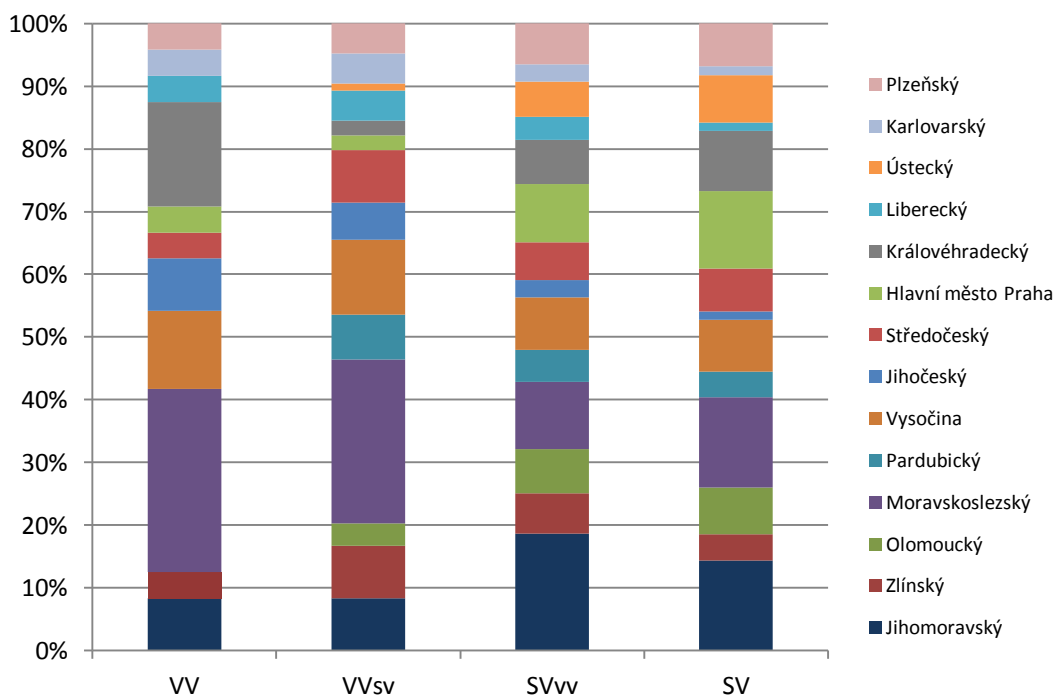 100%
90%
80%
70%
60%
50%
40%
30%
20%
10%
0%
VV VVsv SVvv SV
Plzeňský
Karlovarský
Ústecký
Liberecký
Královéhradecký
Hlavní město Praha
Středočeský
Jihočeský
Vysočina
Pardubický
Moravskoslezský
Olomoucký
Zlínský
Jihomoravský